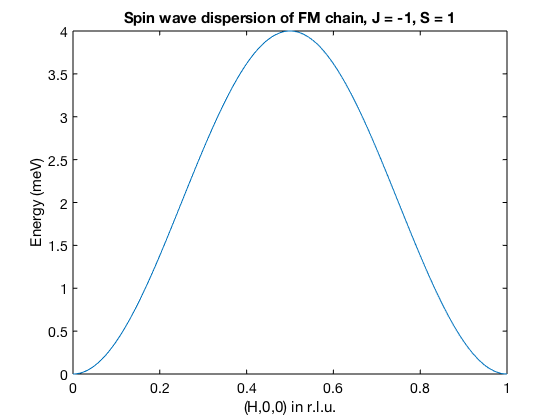 Spin wave dispersion of FM chain, J = -1, S = 1
4
3.5
3
2.5
2
1.5
1
0.5
0
Energy (meV)
0 0.2 0.4 0.6 0.8 1
(H,0,0) in r.l.u.